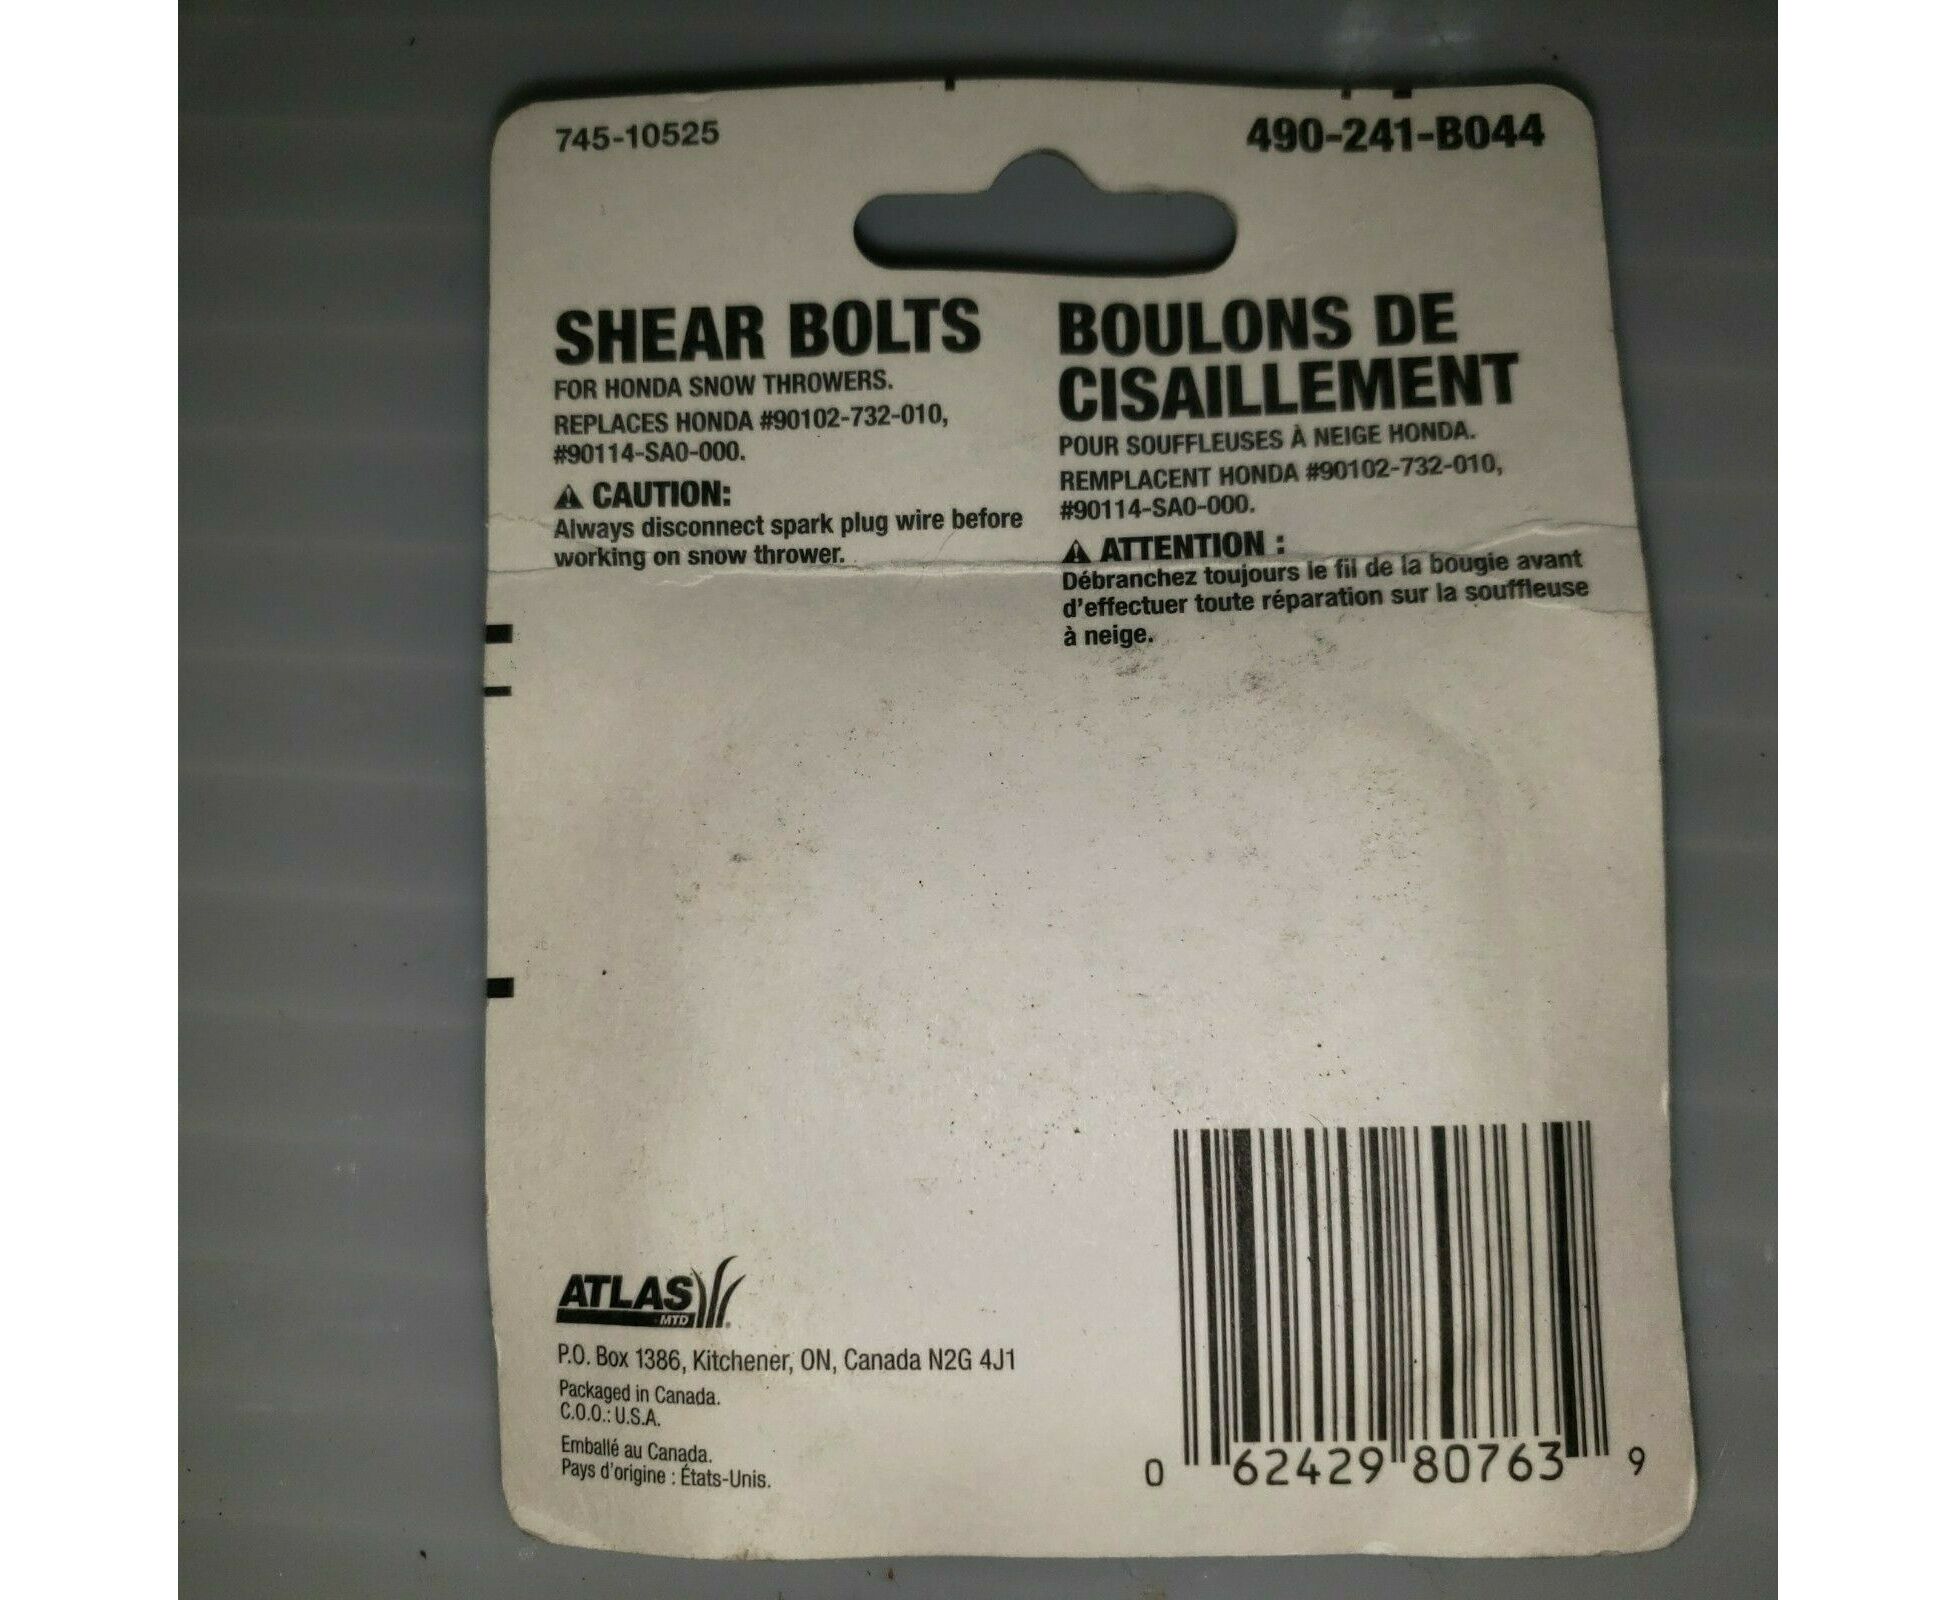 745-10525
490-241-B044
SHEAR BOLTS
FOR HONDA SNOW THROWERS.
REPLACES HONDA #90102-732-010,
#90114-SA0-000.
⚠ CAUTION:
Always disconnect spark plug wire before
working on snow thrower.
BOULONS DE
CISAILLEMENT
POUR SOUFFLEUSES À NEIGE HONDA.
REMPLACENT HONDA #90102-732-010,
#90114-SA0-000.
⚠ ATTENTION :
Débranchez toujours le fil de la bougie avant
d'effectuer toute réparation sur la souffleuse
à neige.
ATLAS
MTD
P.O. Box 1386, Kitchener, ON, Canada N2G 4J1
Packaged in Canada.
C.O.O.: U.S.A.
Emballé au Canada.
Pays d'origine : États-Unis.
0 62429 80763 9